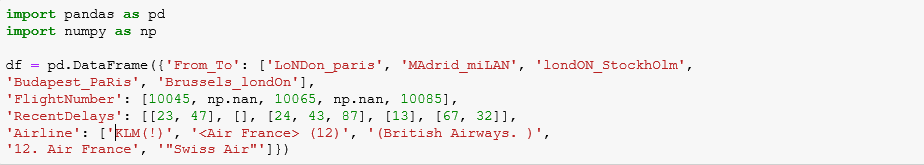 import pandas as pd
import numpy as np
df = pd.DataFrame({'From_To': ['LoNDon_paris', 'MAdrid_miLAN', 'londON_StockhOlm',
'Budapest_PaRis', 'Brussels_londOn'],
'FlightNumber': [10045, np.nan, 10065, np.nan, 10085],
'RecentDelays': [[23, 47], [], [24, 43, 87], [13], [67, 32]],
'Airline': ['KLM(!)', '<Air France> (12)', '(British Airways. )',
'12. Air France', '"Swiss Air"']})